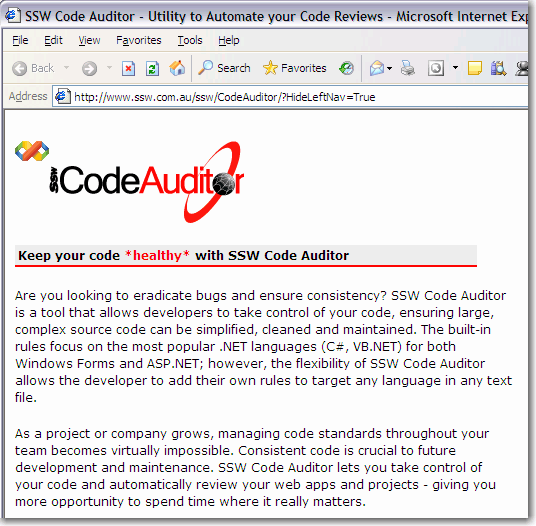 SSW Code Auditor - Utility to Automate your Code Reviews - Microsoft Internet Exp
File Edit View Favorites Tools Help
Back Search Favorites
Address http://www.ssw.com.au/ssw/CodeAuditor/?HideLeftNav=True
ssw CodeAuditor
Keep your code *healthy* with SSW Code Auditor
Are you looking to eradicate bugs and ensure consistency? SSW Code Auditor
is a tool that allows developers to take control of your code, ensuring large,
complex source code can be simplified, cleaned and maintained. The built-in
rules focus on the most popular .NET languages (C#, VB.NET) for both
Windows Forms and ASP.NET; however, the flexibility of SSW Code Auditor
allows the developer to add their own rules to target any language in any text
file.
As a project or company grows, managing code standards throughout your
team becomes virtually impossible. Consistent code is crucial to future
development and maintenance. SSW Code Auditor lets you take control of
your code and automatically review your web apps and projects - giving you
more opportunity to spend time where it really matters.